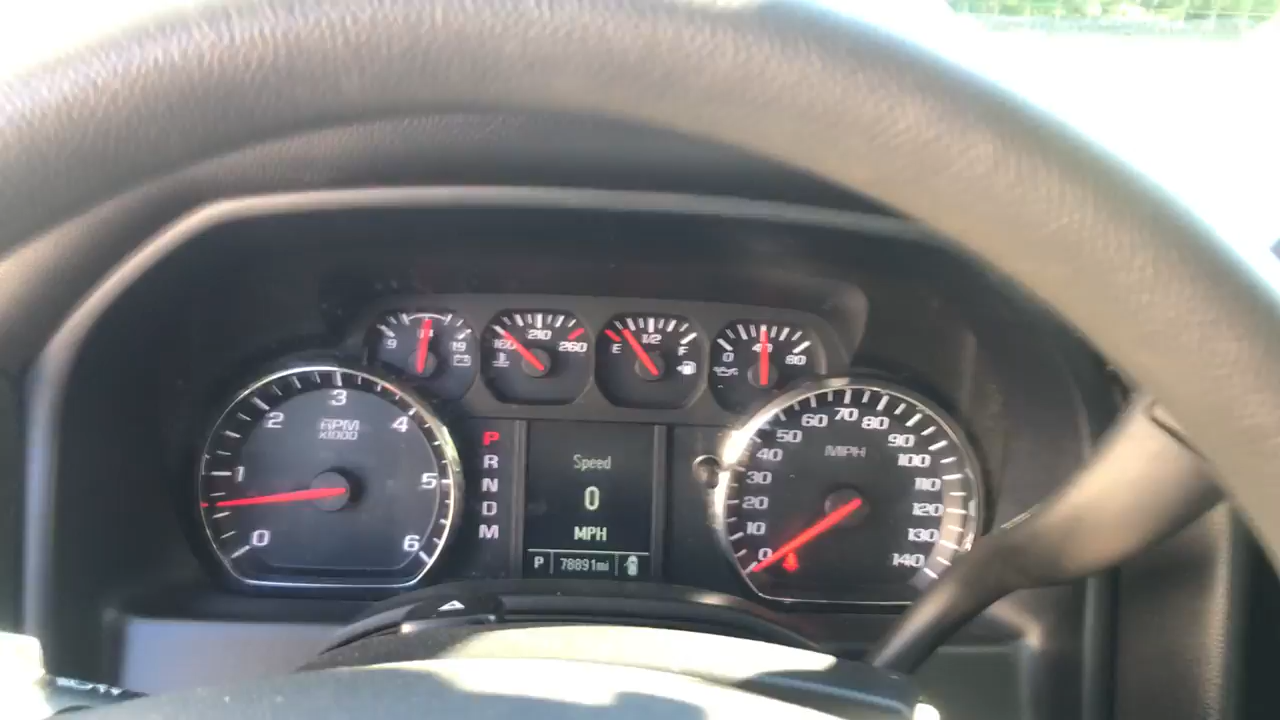 9 14 19
160 210 260
E 1/2 F
0 40 80
0 1 2 3 4 5 6
RPM
x1000
P
R
N
D
M
Speed
0
MPH
P 78891mi
0 10 20 30 40 50 60 70 80 90 100 110 120 130 140
MPH